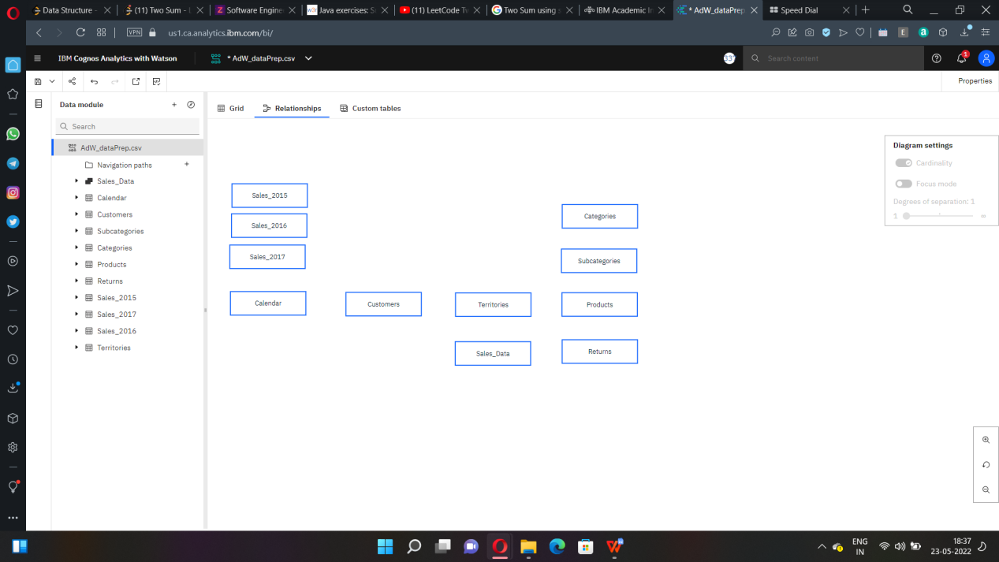 Data Structure -
(11) Two Sum - L
Software Engine
Java exercises: S
(11) LeetCode Tw
Two Sum using s
IBM Academic In
* AdW_dataPrep
Speed Dial
VPN
us1.ca.analytics.ibm.com/bi/
IBM Cognos Analytics with Watson
* AdW_dataPrep.csv
Search content
1
Properties
Data module
Search
AdW_dataPrep.csv
Navigation paths
Sales_Data
Calendar
Customers
Subcategories
Categories
Products
Returns
Sales_2015
Sales_2017
Sales_2016
Territories
Grid
Relationships
Custom tables
Sales_2015
Sales_2016
Sales_2017
Calendar
Customers
Territories
Sales_Data
Categories
Subcategories
Products
Returns
Diagram settings
Cardinality
Focus mode
Degrees of separation: 1
1
∞
ENG
IN
18:37
23-05-2022